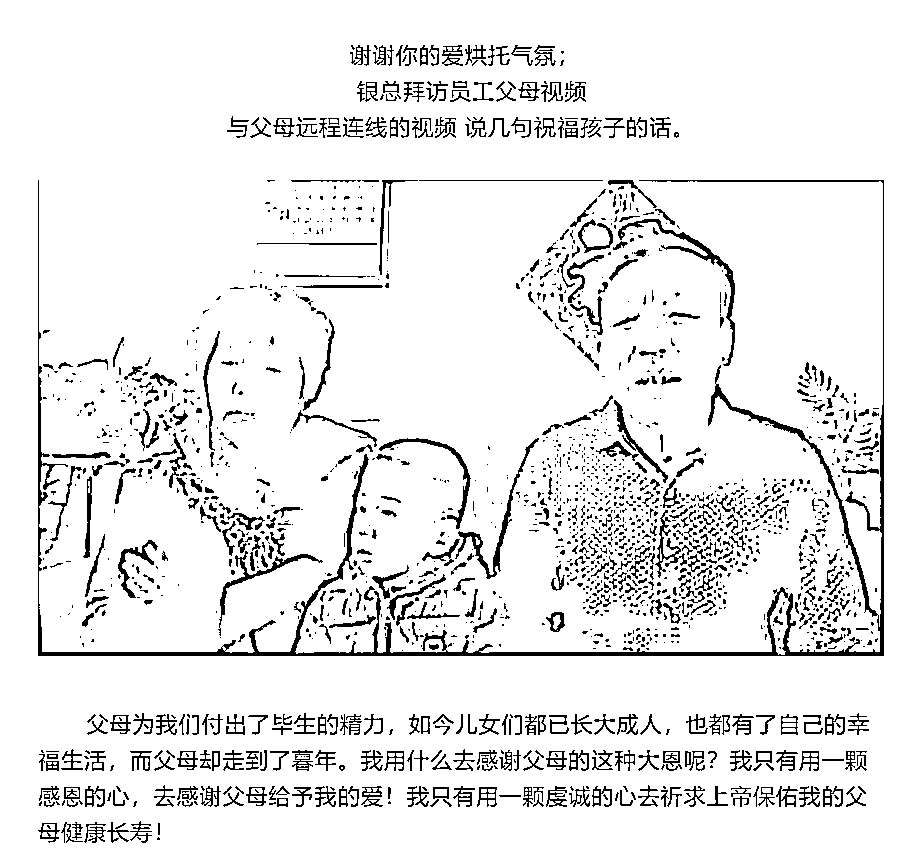 谢谢你的爱烘托气氛；
银总拜访员工父母视频
与父母远程连线的视频 说几句祝福孩子的话。
父母为我们付出了毕生的精力，如今儿女们都已长大成人，也都有了自己的幸
福生活，而父母却走到了暮年。我用什么去感谢父母的这种大恩呢？我只有用一颗
感恩的心，去感谢父母给予我的爱！我只有用一颗虔诚的心去祈求上帝保佑我的父
母健康长寿！